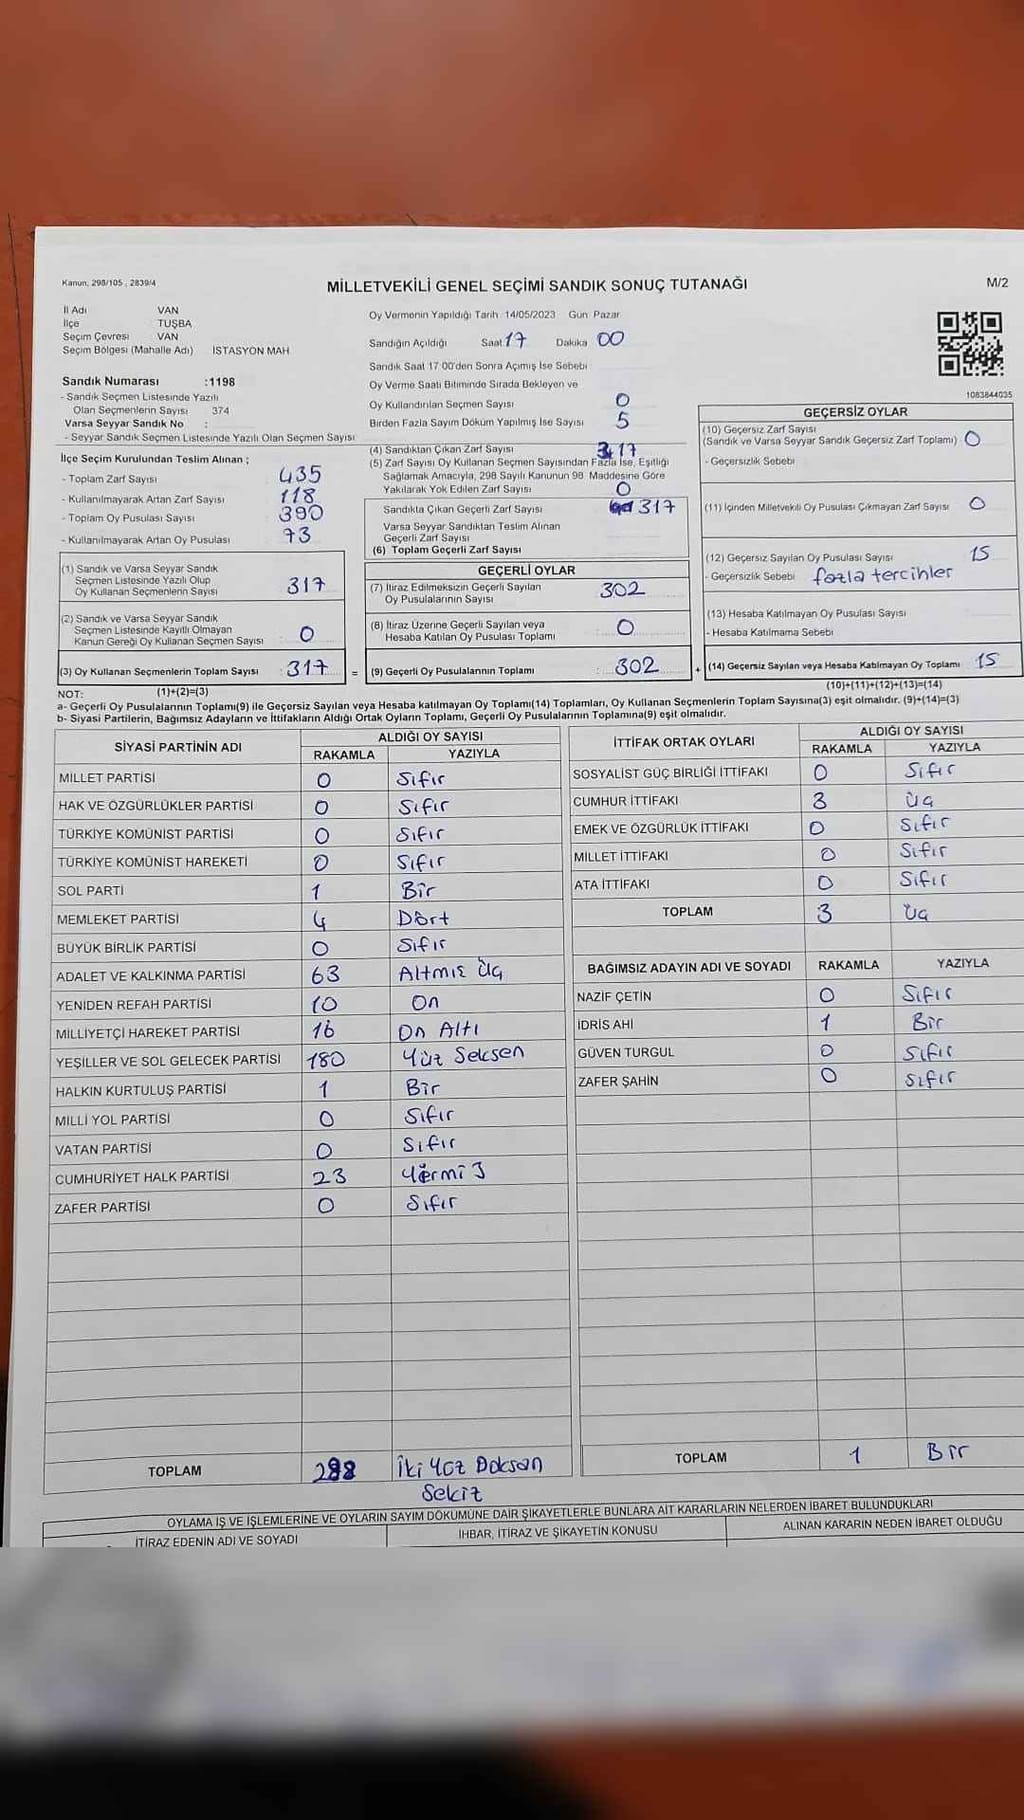 Kanun, 298/105 , 2839/4
MİLLETVEKİLİ GENEL SEÇİMİ SANDIK SONUÇ TUTANAĞI
M/2
İl Adı VAN
İlçe TUŞBA
Seçim Çevresi VAN
Seçim Bölgesi (Mahalle Adı) İSTASYON MAH
Sandık Numarası :1198
- Sandık Seçmen Listesinde Yazılı
Olan Seçmenlerin Sayısı 374
Varsa Seyyar Sandık No :
- Seyyar Sandık Seçmen Listesinde Yazılı Olan Seçmen Sayısı
İlçe Seçim Kurulundan Teslim Alınan ;
- Toplam Zarf Sayısı 435
- Kullanılmayarak Artan Zarf Sayısı 118
- Toplam Oy Pusulası Sayısı 390
- Kullanılmayarak Artan Oy Pusulası 73
(1) Sandık ve Varsa Seyyar Sandık
Seçmen Listesinde Yazılı Olup
Oy Kullanan Seçmenlerin Sayısı 317
(2) Sandık ve Varsa Seyyar Sandık
Seçmen Listesinde Kayıtlı Olmayan
Kanun Gereği Oy Kullanan Seçmen Sayısı 0
(3) Oy Kullanan Seçmenlerin Toplam Sayısı 317 =
Oy Vermenin Yapıldığı Tarih 14/05/2023 Gün Pazar
Sandığın Açıldığı Saat 17 Dakika 00
Sandık Saat 17 00'den Sonra Açımış İse Sebebi
Oy Verme Saati Bitiminde Sırada Bekleyen ve
Oy Kullandırılan Seçmen Sayısı 0
Birden Fazla Sayım Döküm Yapılmış İse Sayısı 5
(4) Sandıktan Çıkan Zarf Sayısı 317
(5) Zarf Sayısı Oy Kullanan Seçmen Sayısından Fazla İse, Eşitliği
Sağlamak Amacıyla, 298 Sayılı Kanunun 98 Maddesine Göre
Yakılarak Yok Edilen Zarf Sayısı 0
Sandıkta Çıkan Geçerli Zarf Sayısı 317
Varsa Seyyar Sandıktan Teslim Alınan
Geçerli Zarf Sayısı
(6) Toplam Geçerli Zarf Sayısı
GEÇERLİ OYLAR
(7) İtiraz Edilmeksizin Geçerli Sayılan
Oy Pusulalarının Sayısı 302
(8) İtiraz Üzerine Geçerli Sayılan veya
Hesaba Katılan Oy Pusulası Toplamı 0
(9) Geçerli Oy Pusulalarının Toplamı 302 +
1083844035
GEÇERSİZ OYLAR
(10) Geçersiz Zarf Sayısı
(Sandık ve Varsa Seyyar Sandık Geçersiz Zarf Toplamı) 0
- Geçersizlik Sebebi
(11) İçinden Milletvekili Oy Pusulası Çıkmayan Zarf Sayısı 0
(12) Geçersiz Sayılan Oy Pusulası Sayısı 15
- Geçersizlik Sebebi fazla tercihler
(13) Hesaba Katılmayan Oy Pusulası Sayısı
- Hesaba Katılmama Sebebi
(14) Geçersiz Sayılan veya Hesaba Katılmayan Oy Toplamı 15
NOT: (1)+(2)=(3)
(10)+(11)+(12)+(13)=(14)
a- Geçerli Oy Pusulalarının Toplamı(9) ile Geçersiz Sayılan veya Hesaba katılmayan Oy Toplamı(14) Toplamları, Oy Kullanan Seçmenlerin Toplam Sayısına(3) eşit olmalıdır. (9)+(14)=(3)
b- Siyasi Partilerin, Bağımsız Adayların ve İttifakların Aldığı Ortak Oyların Toplamı, Geçerli Oy Pusulalarının Toplamına(9) eşit olmalıdır.
SİYASİ PARTİNİN ADI ALDIĞI OY SAYISI
RAKAMLA YAZIYLA
MİLLET PARTİSİ 0 Sıfır
HAK VE ÖZGÜRLÜKLER PARTİSİ 0 Sıfır
TÜRKİYE KOMÜNİST PARTİSİ 0 Sıfır
TÜRKİYE KOMÜNİST HAREKETİ 0 Sıfır
SOL PARTİ 1 Bir
MEMLEKET PARTİSİ 4 Dört
BÜYÜK BİRLİK PARTİSİ 0 Sıfır
ADALET VE KALKINMA PARTİSİ 63 Altmış Üç
YENİDEN REFAH PARTİSİ 10 On
MİLLİYETÇİ HAREKET PARTİSİ 16 On Altı
YEŞİLLER VE SOL GELECEK PARTİSİ 180 Yüz Seksen
HALKIN KURTULUŞ PARTİSİ 1 Bir
MİLLİ YOL PARTİSİ 0 Sıfır
VATAN PARTİSİ 0 Sıfır
CUMHURİYET HALK PARTİSİ 23 Yirmi 3
ZAFER PARTİSİ 0 Sıfır
TOPLAM 298 İki Yüz Doksan
Sekiz
İTTİFAK ORTAK OYLARI ALDIĞI OY SAYISI
RAKAMLA YAZIYLA
SOSYALİST GÜÇ BİRLİĞİ İTTİFAKI 0 Sıfır
CUMHUR İTTİFAKI 3 Üç
EMEK VE ÖZGÜRLÜK İTTİFAKI 0 Sıfır
MİLLET İTTİFAKI 0 Sıfır
ATA İTTİFAKI 0 Sıfır
TOPLAM 3 Üç
BAĞIMSIZ ADAYIN ADI VE SOYADI RAKAMLA YAZIYLA
NAZİF ÇETİN 0 Sıfır
İDRİS AHİ 1 Bir
GÜVEN TURGUL 0 Sıfır
ZAFER ŞAHİN 0 Sıfır
TOPLAM 1 Bir
OYLAMA İŞ VE İŞLEMLERİNE VE OYLARIN SAYIM DÖKÜMÜNE DAİR ŞİKAYETLERLE BUNLARA AİT KARARLARIN NELERDEN İBARET BULUNDUKLARI
İTİRAZ EDENİN ADI VE SOYADI İHBAR, İTİRAZ VE ŞİKAYETİN KONUSU ALINAN KARARIN NEDEN İBARET OLDUĞU